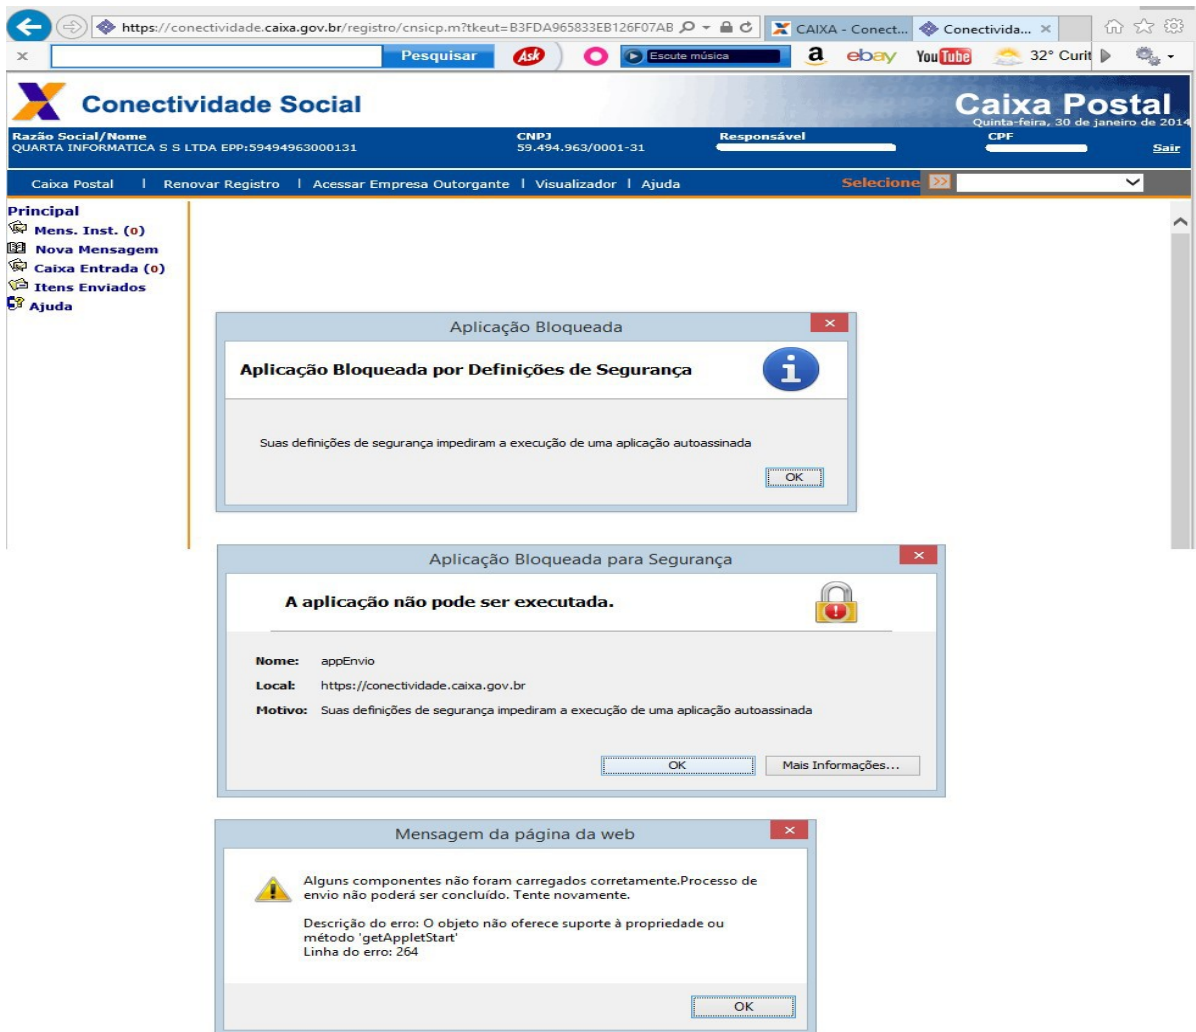 https://conectividade.caixa.gov.br/registro/cnsicp.m?tkeut=B3FDA965833EB126F07AB
CAIXA - Conect...
Conectivida...
Pesquisar
Ask
Escute música
a
ebay
YouTube
32° Curit
X Conectividade Social
Caixa Postal
Quinta-feira, 30 de janeiro de 2014
Razão Social/Nome CNPJ Responsável CPF
QUARTA INFORMATICA S S LTDA EPP:59494963000131 59.494.963/0001-31 Sair
Caixa Postal | Renovar Registro | Acessar Empresa Outorgante | Visualizador | Ajuda Selecione
Principal
Mens. Inst. (0)
Nova Mensagem
Caixa Entrada (0)
Itens Enviados
Ajuda
Aplicação Bloqueada
Aplicação Bloqueada por Definições de Segurança
Suas definições de segurança impediram a execução de uma aplicação autoassinada
OK
Aplicação Bloqueada para Segurança
A aplicação não pode ser executada.
Nome: appEnvio
Local: https://conectividade.caixa.gov.br
Motivo: Suas definições de segurança impediram a execução de uma aplicação autoassinada
OK Mais Informações...
Mensagem da página da web
Alguns componentes não foram carregados corretamente.Processo de
envio não poderá ser concluído. Tente novamente.
Descrição do erro: O objeto não oferece suporte à propriedade ou
método 'getAppletStart'
Linha do erro: 264
OK